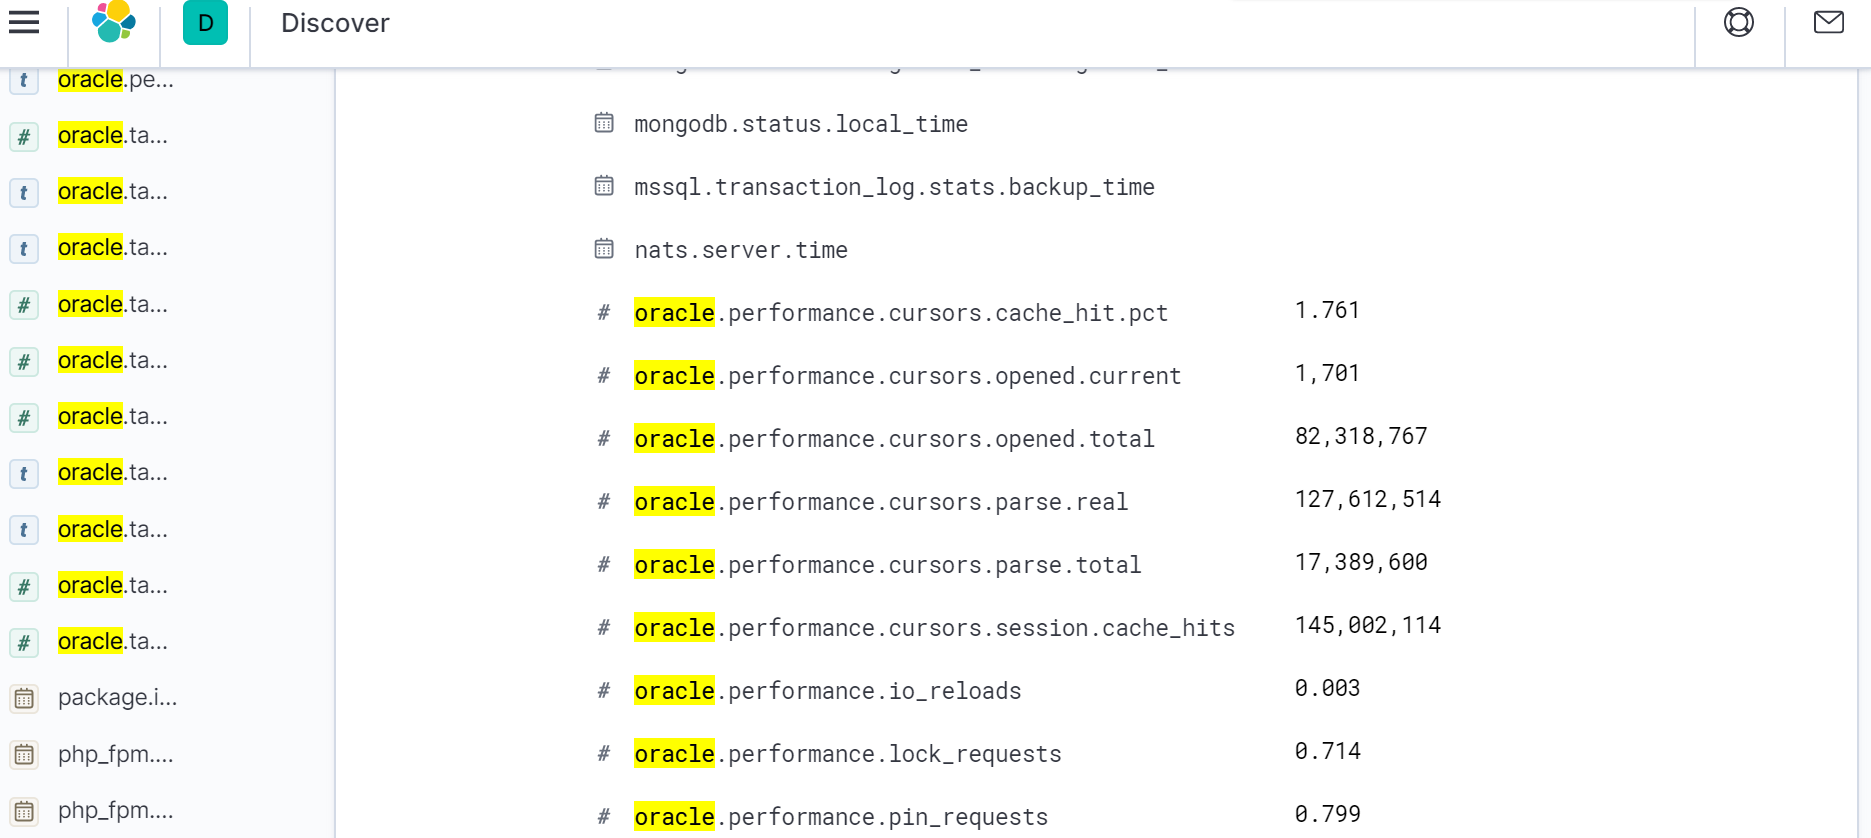 D
Discover
oracle.pe...
oracle.ta...
oracle.ta...
oracle.ta...
oracle.ta...
oracle.ta...
oracle.ta...
oracle.ta...
oracle.ta...
oracle.ta...
oracle.ta...
package.i...
php_fpm....
php_fpm....
mongodb.status.local_time
mssql.transaction_log.stats.backup_time
nats.server.time
# oracle.performance.cursors.cache_hit.pct 1.761
# oracle.performance.cursors.opened.current 1,701
# oracle.performance.cursors.opened.total 82,318,767
# oracle.performance.cursors.parse.real 127,612,514
# oracle.performance.cursors.parse.total 17,389,600
# oracle.performance.cursors.session.cache_hits 145,002,114
# oracle.performance.io_reloads 0.003
# oracle.performance.lock_requests 0.714
# oracle.performance.pin_requests 0.799